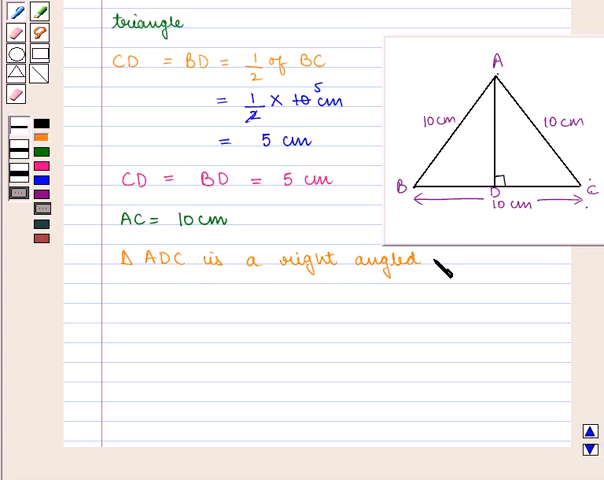 triangle
CD = BD = 1/2 of BC
= 1/2 × 10 5 cm
= 5 cm
CD = BD = 5 cm
AC = 10 cm
Δ ADC is a right angled
A
10 cm
10 cm
B
D
C
10 cm